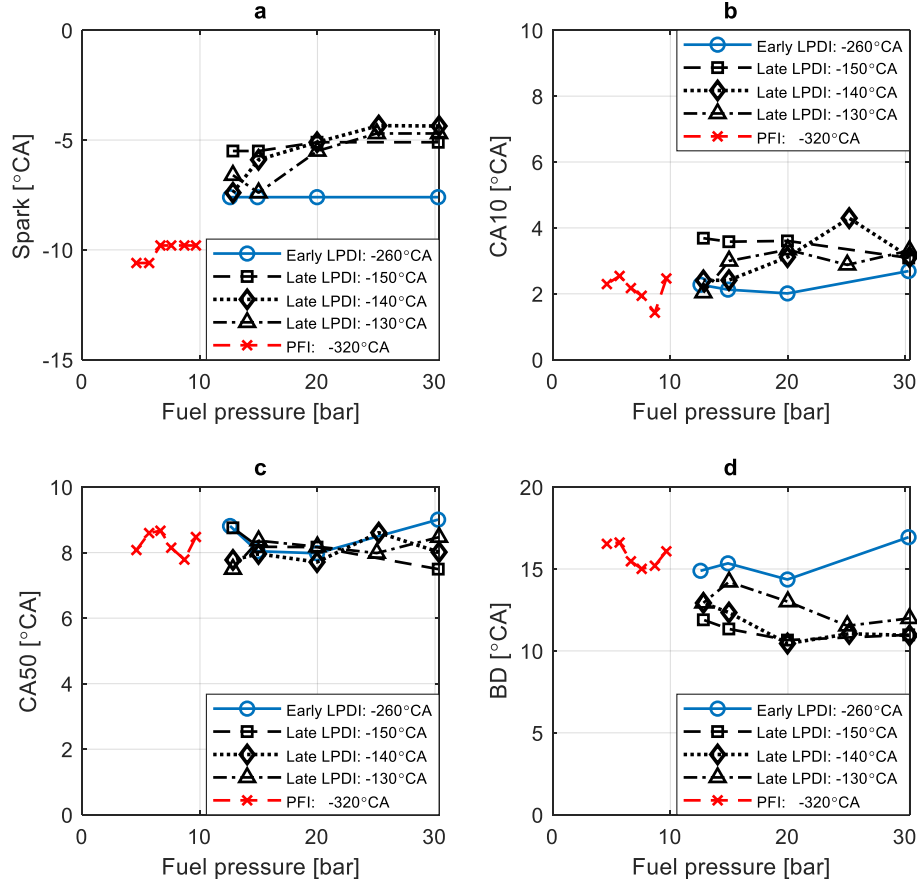 a
0
-5
-10
-15
Spark [°CA]
Early LPDI: -260°CA
Late LPDI: -150°CA
Late LPDI: -140°CA
Late LPDI: -130°CA
PFI: -320°CA
0 10 20 30
Fuel pressure [bar]
b
10
8
6
4
2
0
CA10 [°CA]
Early LPDI: -260°CA
Late LPDI: -150°CA
Late LPDI: -140°CA
Late LPDI: -130°CA
PFI: -320°CA
0 10 20 30
Fuel pressure [bar]
c
10
8
6
4
2
0
CA50 [°CA]
Early LPDI: -260°CA
Late LPDI: -150°CA
Late LPDI: -140°CA
Late LPDI: -130°CA
PFI: -320°CA
0 10 20 30
Fuel pressure [bar]
d
20
15
10
5
0
BD [°CA]
Early LPDI: -260°CA
Late LPDI: -150°CA
Late LPDI: -140°CA
Late LPDI: -130°CA
PFI: -320°CA
0 10 20 30
Fuel pressure [bar]